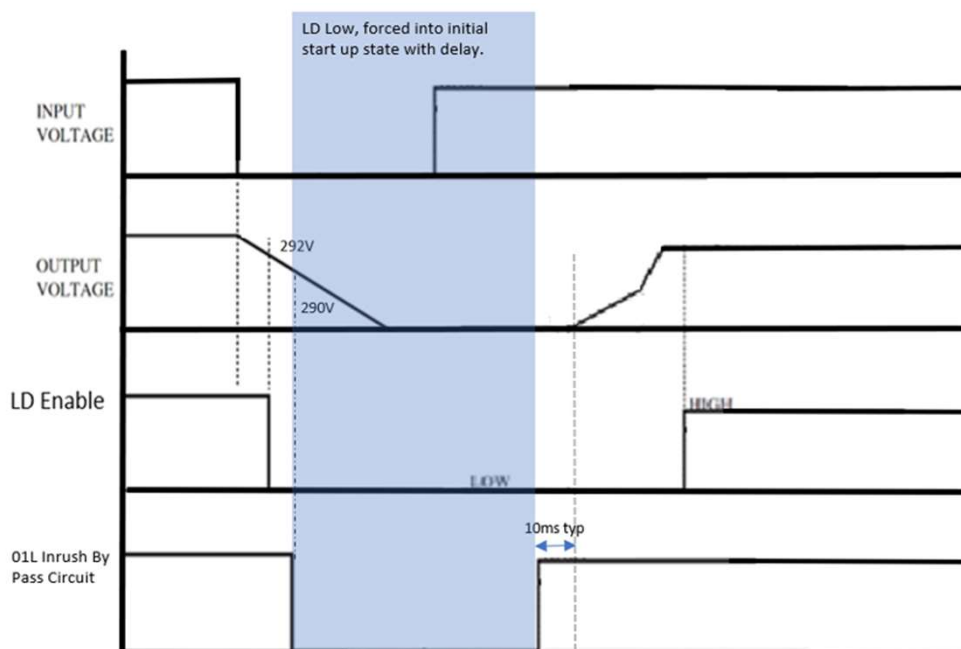 LD Low, forced into initial
start up state with delay.
INPUT
VOLTAGE
292V
OUTPUT
VOLTAGE
290V
LD Enable
HIGH
LOW
10ms typ
01L Inrush By
Pass Circuit